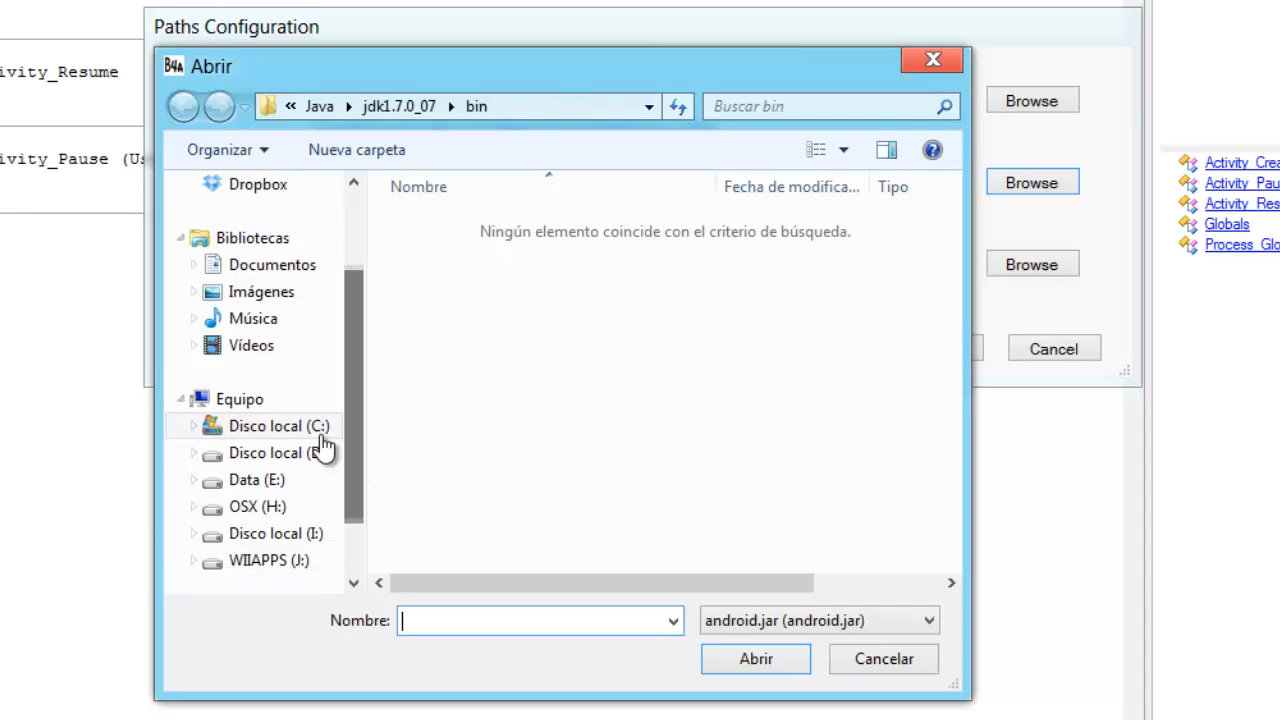 Paths Configuration
ivity_Resume
B4A Abrir
Browse
« Java jdk1.7.0_07 bin
Buscar bin
Organizar
Nueva carpeta
ivity_Pause (Us
Browse
Activity_Crea
Activity_Pau
Activity_Res
Globals
Process_Glo
Dropbox
Nombre
Fecha de modifica...
Tipo
Ningún elemento coincide con el criterio de búsqueda.
Bibliotecas
Documentos
Imágenes
Música
Vídeos
Browse
Cancel
Equipo
Disco local (C:)
Disco local (
Data (E:)
OSX (H:)
Disco local (I:)
WIIAPPS (J:)
Nombre:
android.jar (android.jar)
Abrir
Cancelar